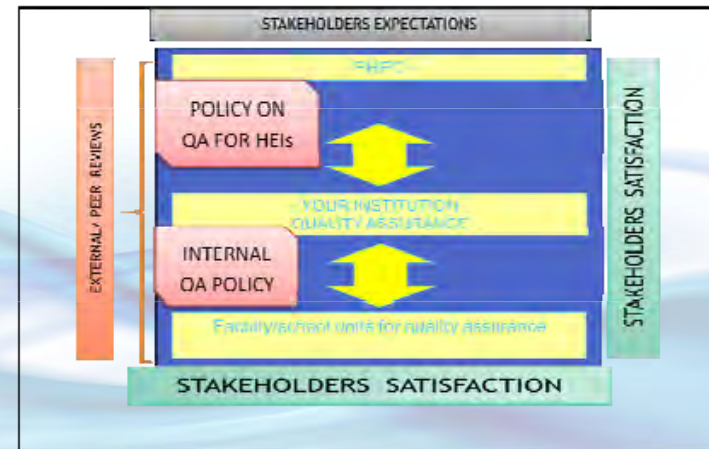 STAKEHOLDERS EXPECTATIONS
EXTERNAL/ PEER REVIEWS
POLICY ON
QA FOR HEIs
YOUR INSTITUTION
QUALITY ASSUTANCE
INTERNAL
QA POLICY
Faculty/school units for quality assurance
STAKEHOLDERS SATISFACTION
STAKEHOLDERS SATISFACTION